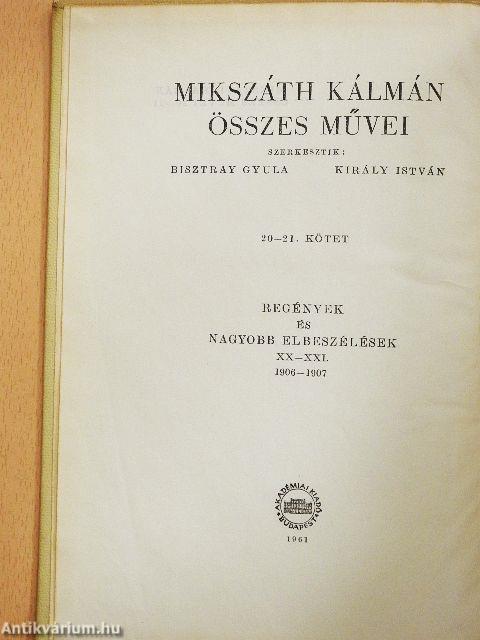 MIKSZÁTH KÁLMÁN
ÖSSZES MŰVEI
SZERKESZTIK:
BISZTRAY GYULA KIRÁLY ISTVÁN
20–21. KÖTET
REGÉNYEK
ÉS
NAGYOBB ELBESZÉLÉSEK
XX–XXI.
1906–1907
AKADÉMIAI KIADÓ
BUDAPEST
1961
Antikvárium.hu